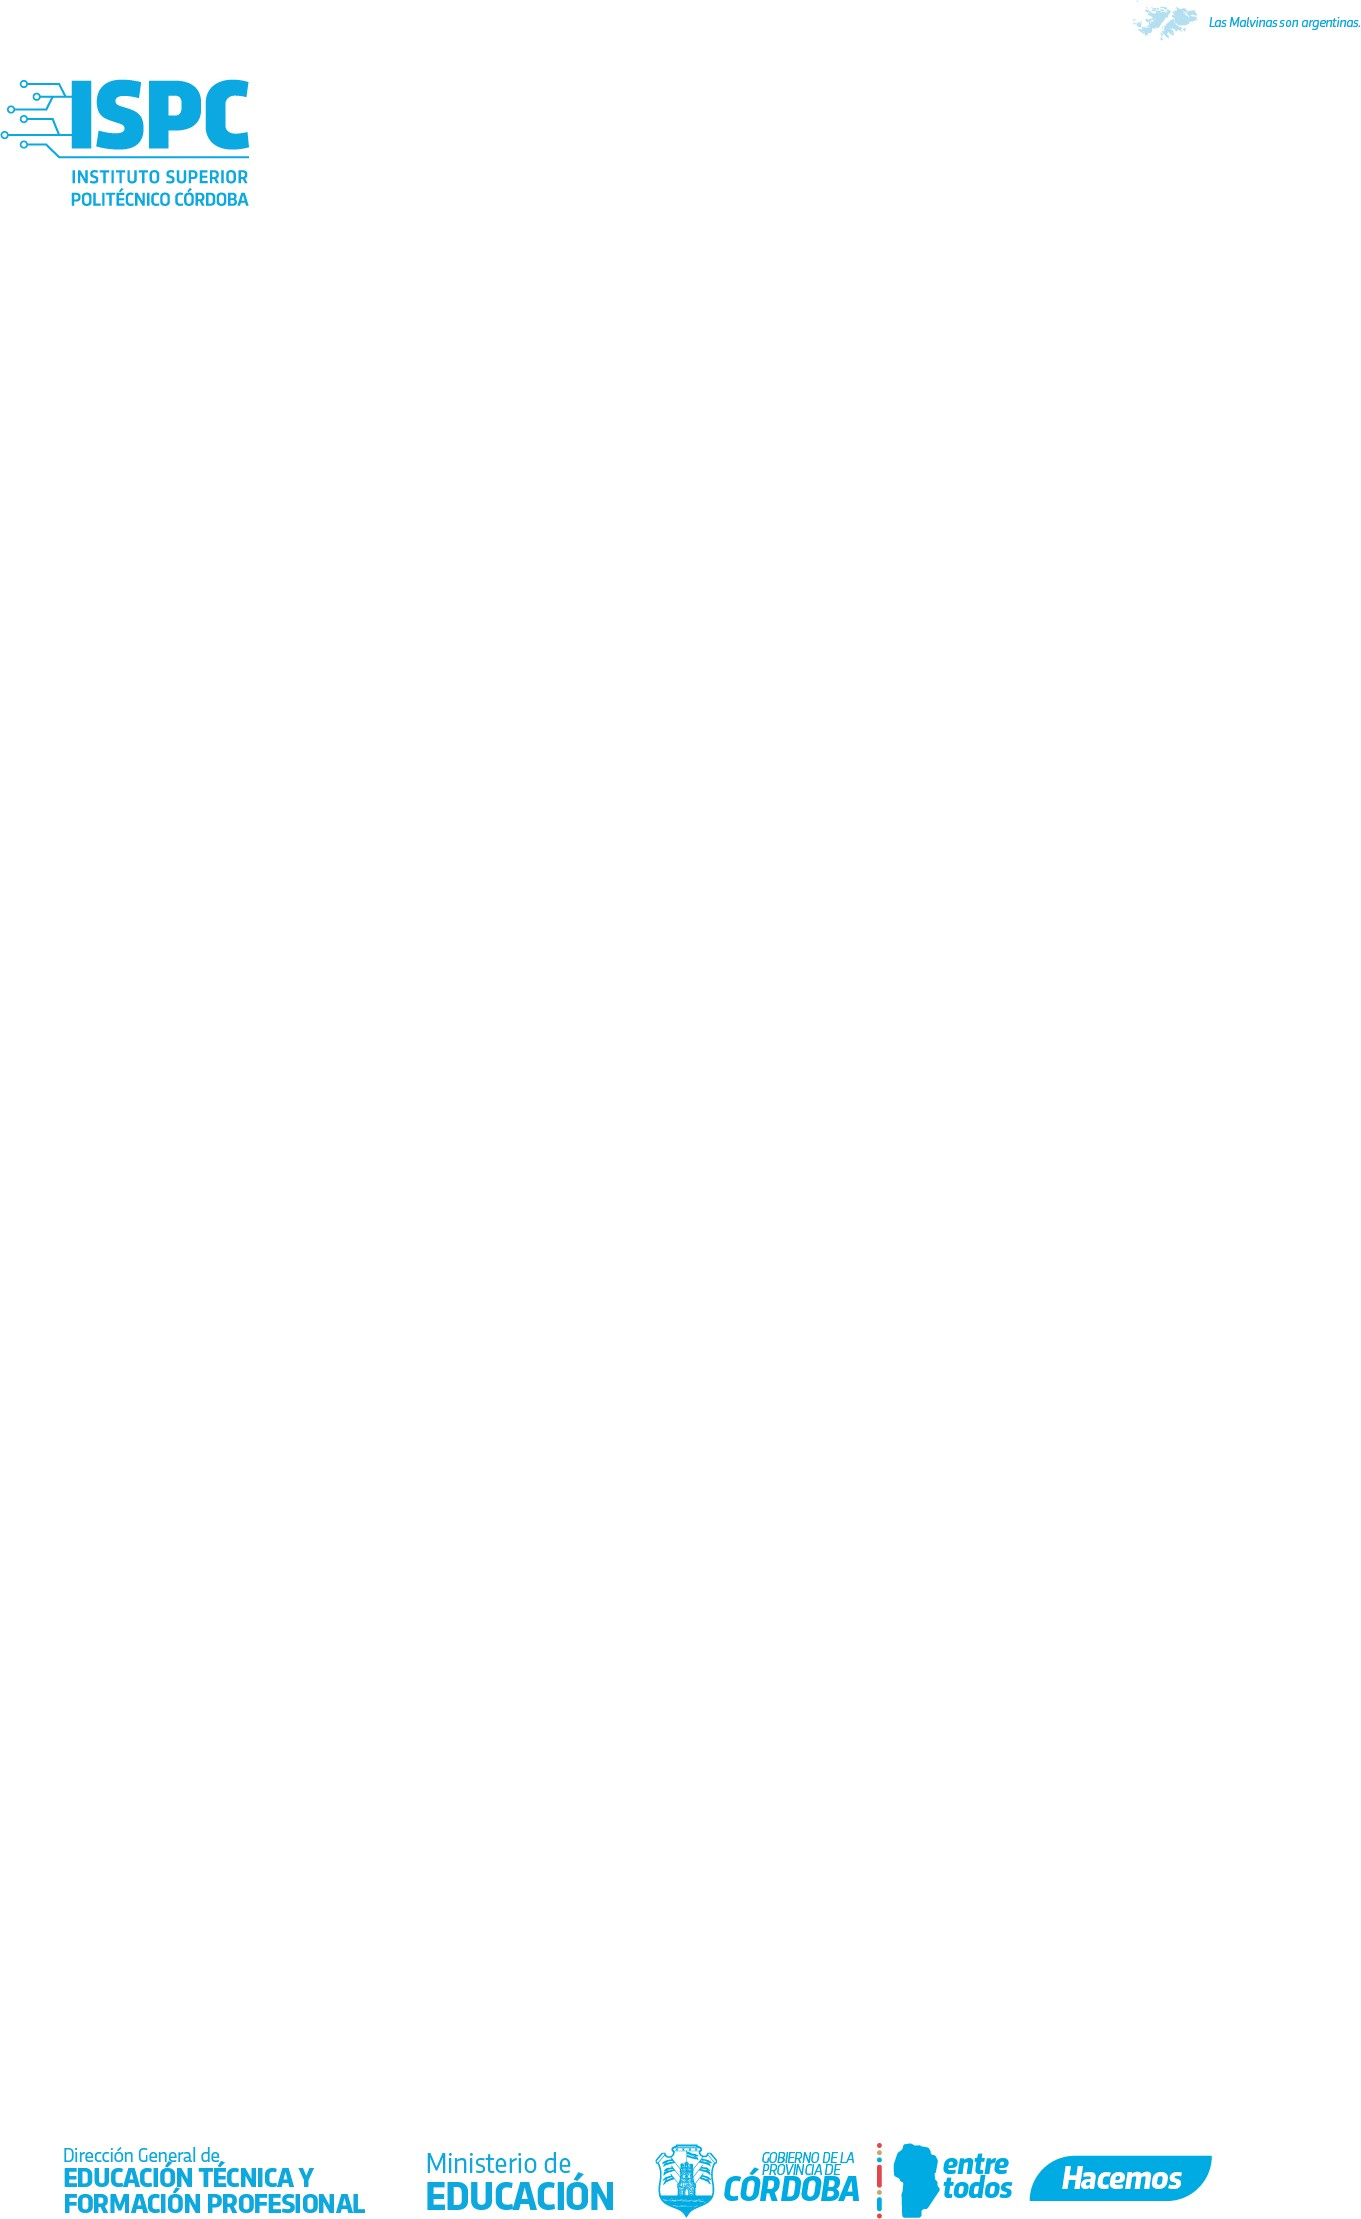 Las Malvinas son argentinas.
ISPC
INSTITUTO SUPERIOR
POLITÉCNICO CÓRDOBA
Dirección General de
EDUCACIÓN TÉCNICA Y
FORMACIÓN PROFESIONAL
Ministerio de
EDUCACIÓN
GOBIERNO DE LA
PROVINCIA DE
CÓRDOBA
entre
todos
Hacemos